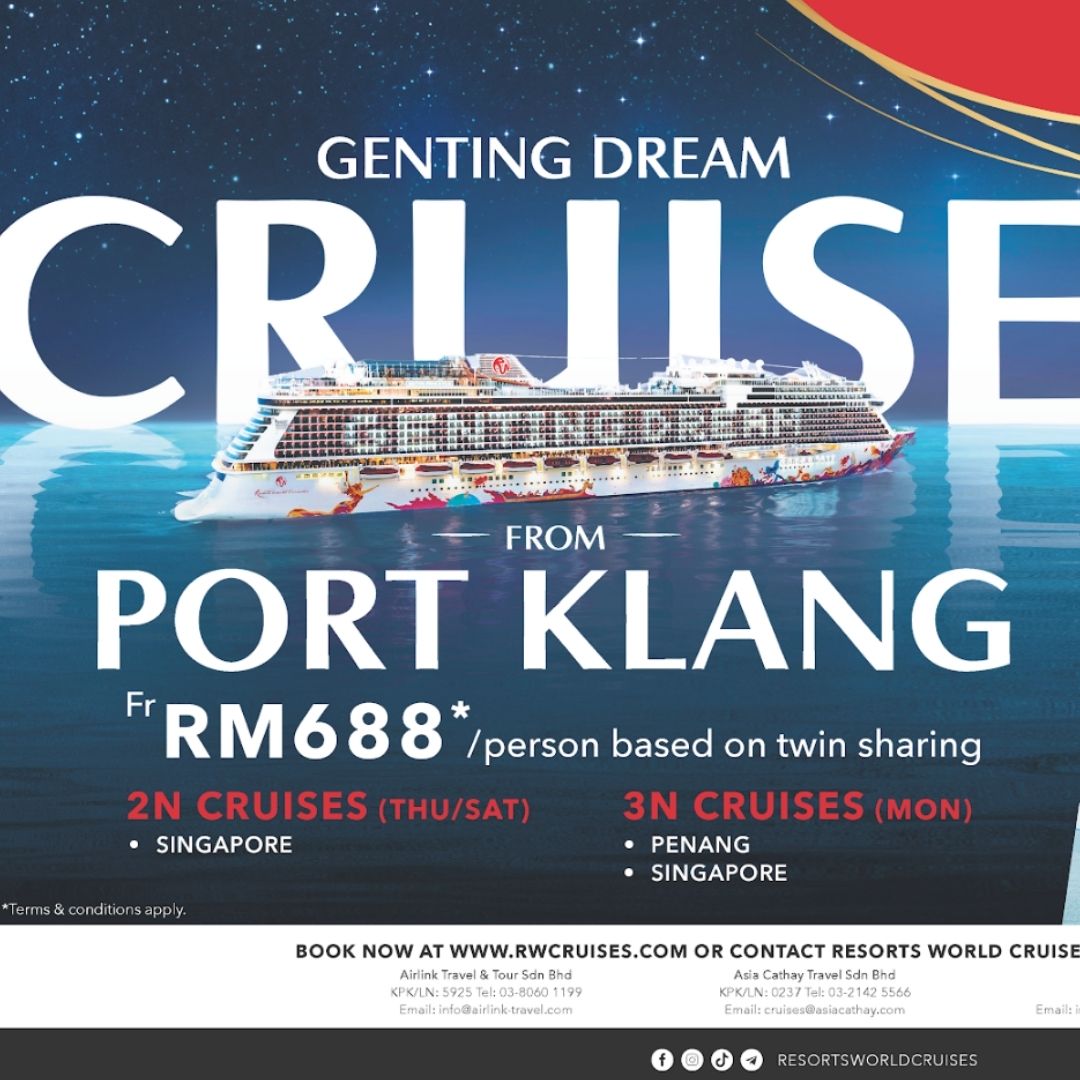 GENTING DREAM
CRUISE
GENTING DREAM
FROM
PORT KLANG
Fr RM688*/person based on twin sharing
2N CRUISES (THU/SAT)
• SINGAPORE
3N CRUISES (MON)
• PENANG
• SINGAPORE
*Terms & conditions apply.
BOOK NOW AT WWW.RWCRUISES.COM OR CONTACT RESORTS WORLD CRUISE
Airlink Travel & Tour Sdn Bhd
KPK/LN: 5925 Tel: 03-8060 1199
Email: info@airlink-travel.com
Asia Cathay Travel Sdn Bhd
KPK/LN: 0237 Tel: 03-2142 5566
Email: cruises@asiacathay.com
Email:
RESORTSWORLDCRUISES